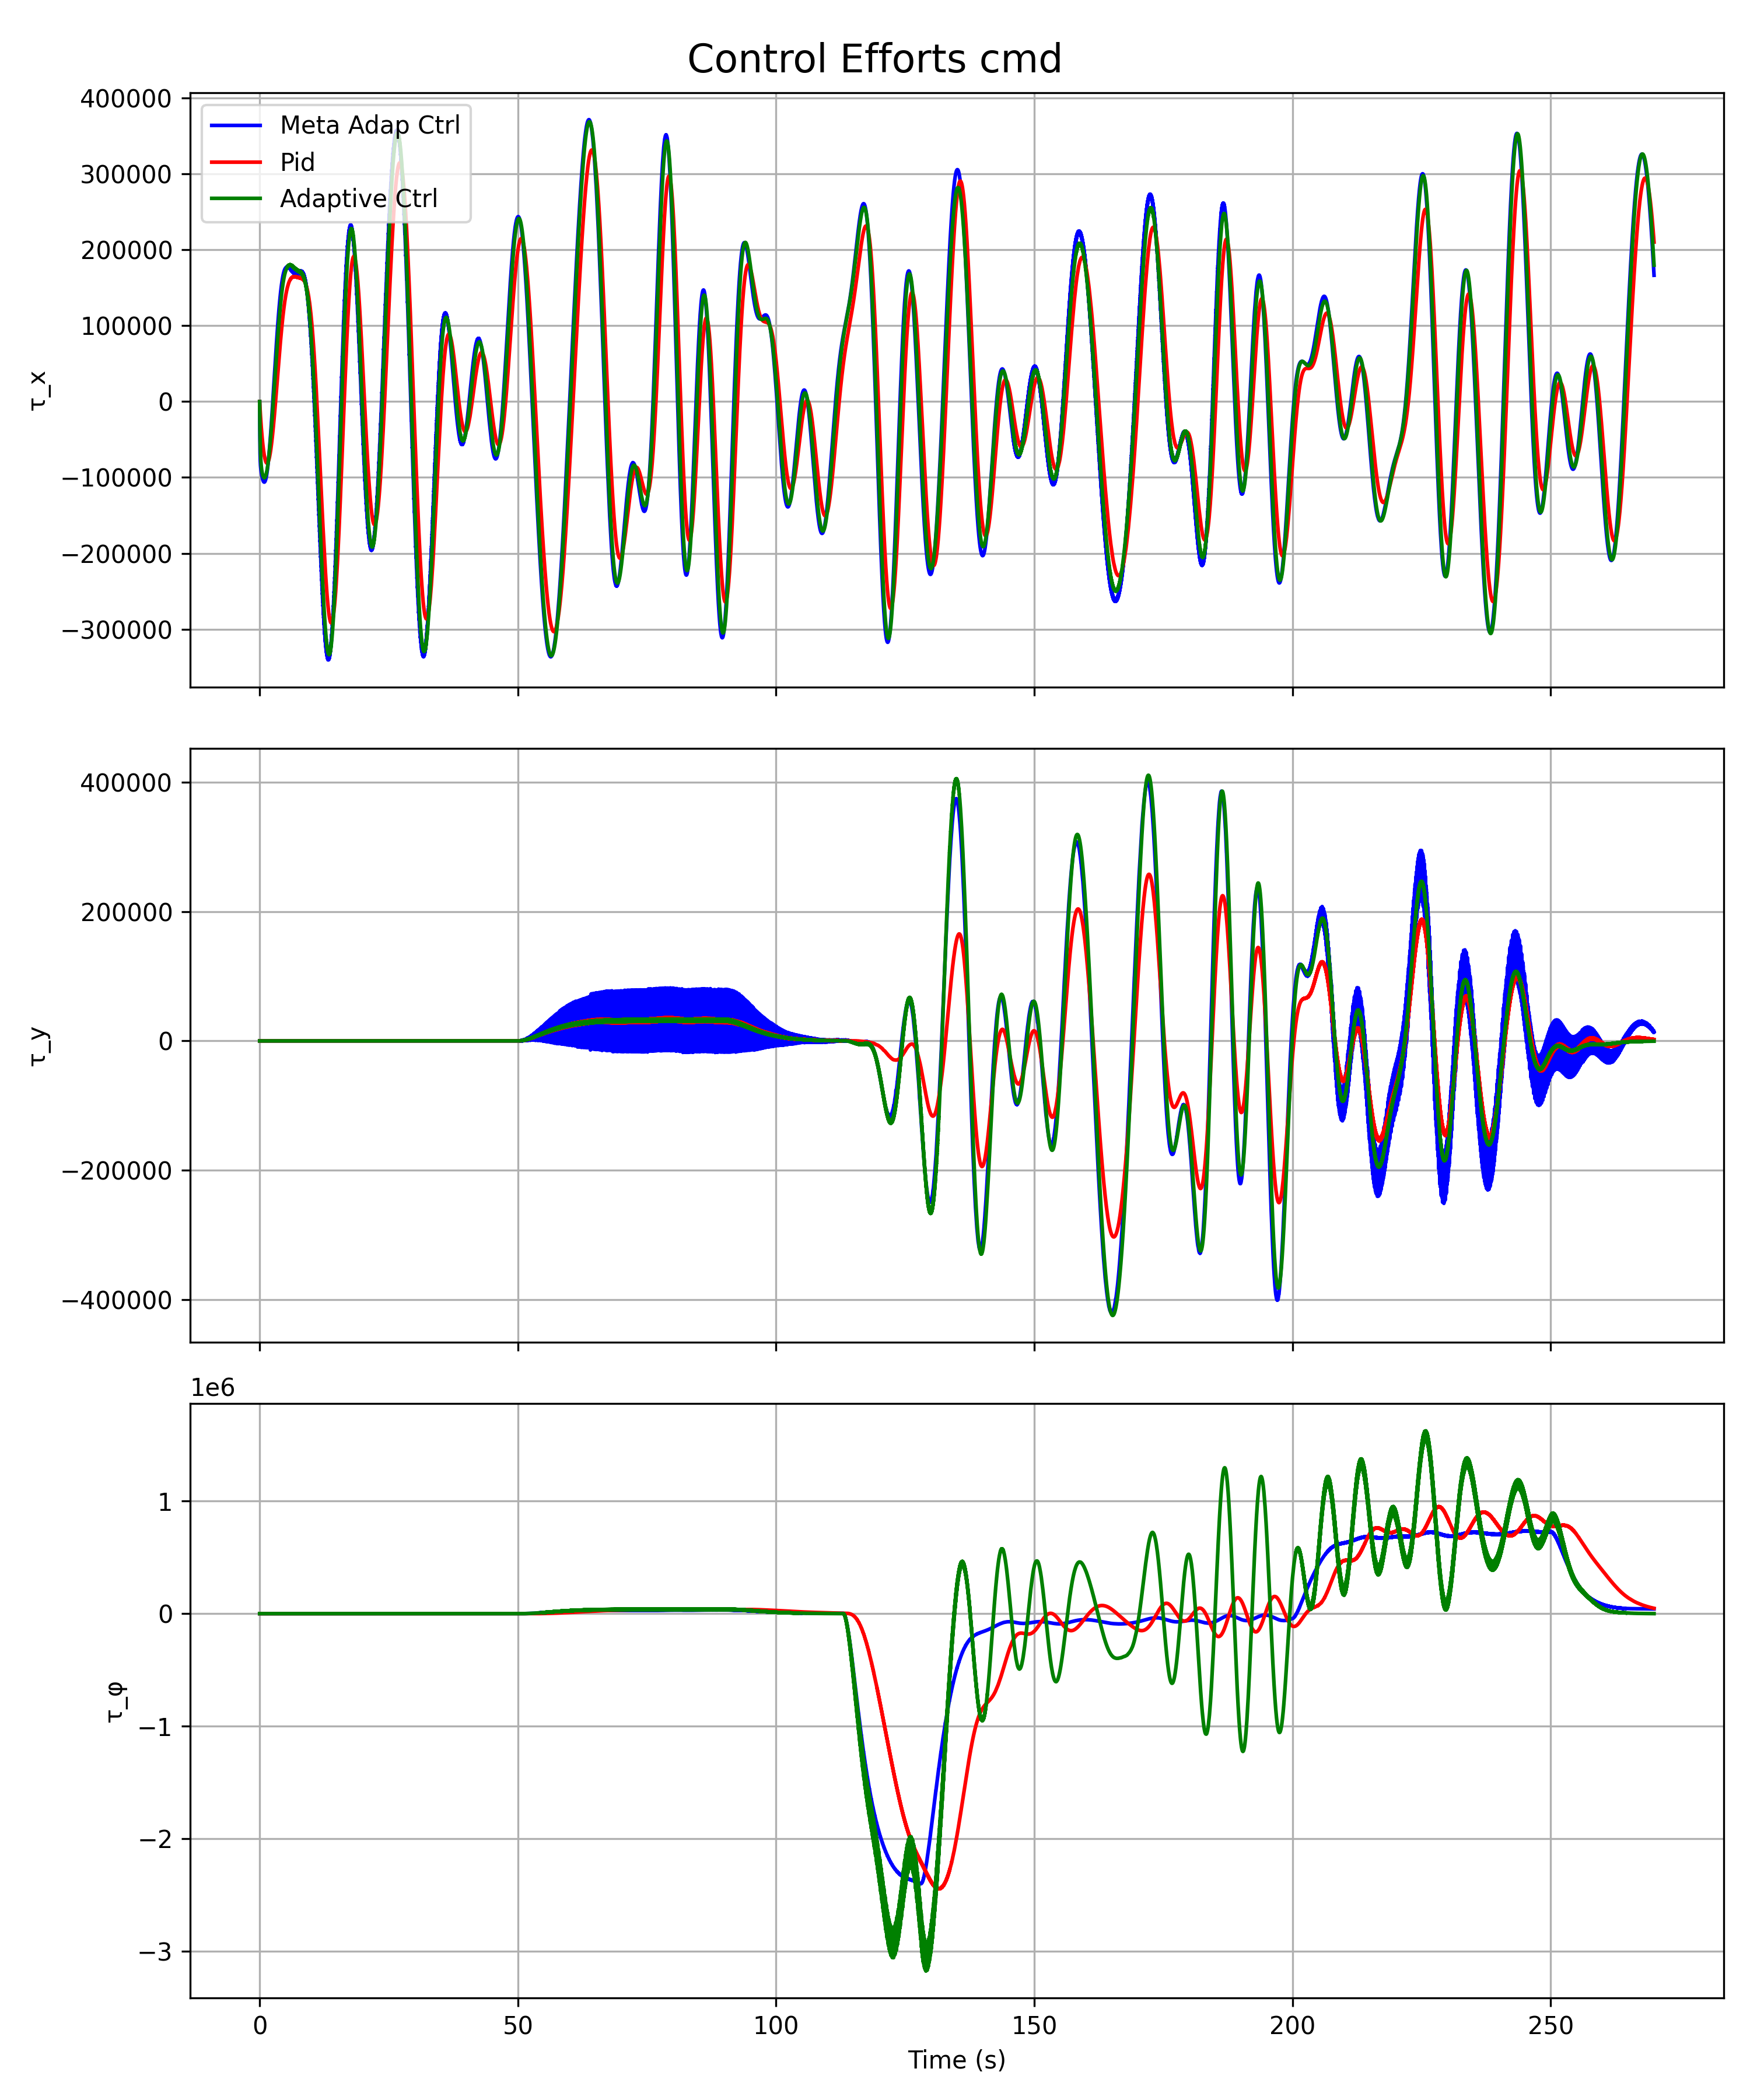 Control Efforts cmd
400000
300000
200000
100000
0
−100000
−200000
−300000
τ_x
Meta Adap Ctrl
Pid
Adaptive Ctrl
400000
200000
0
−200000
−400000
τ_y
1e6
1
0
−1
−2
−3
τ_φ
0 50 100 150 200 250
Time (s)